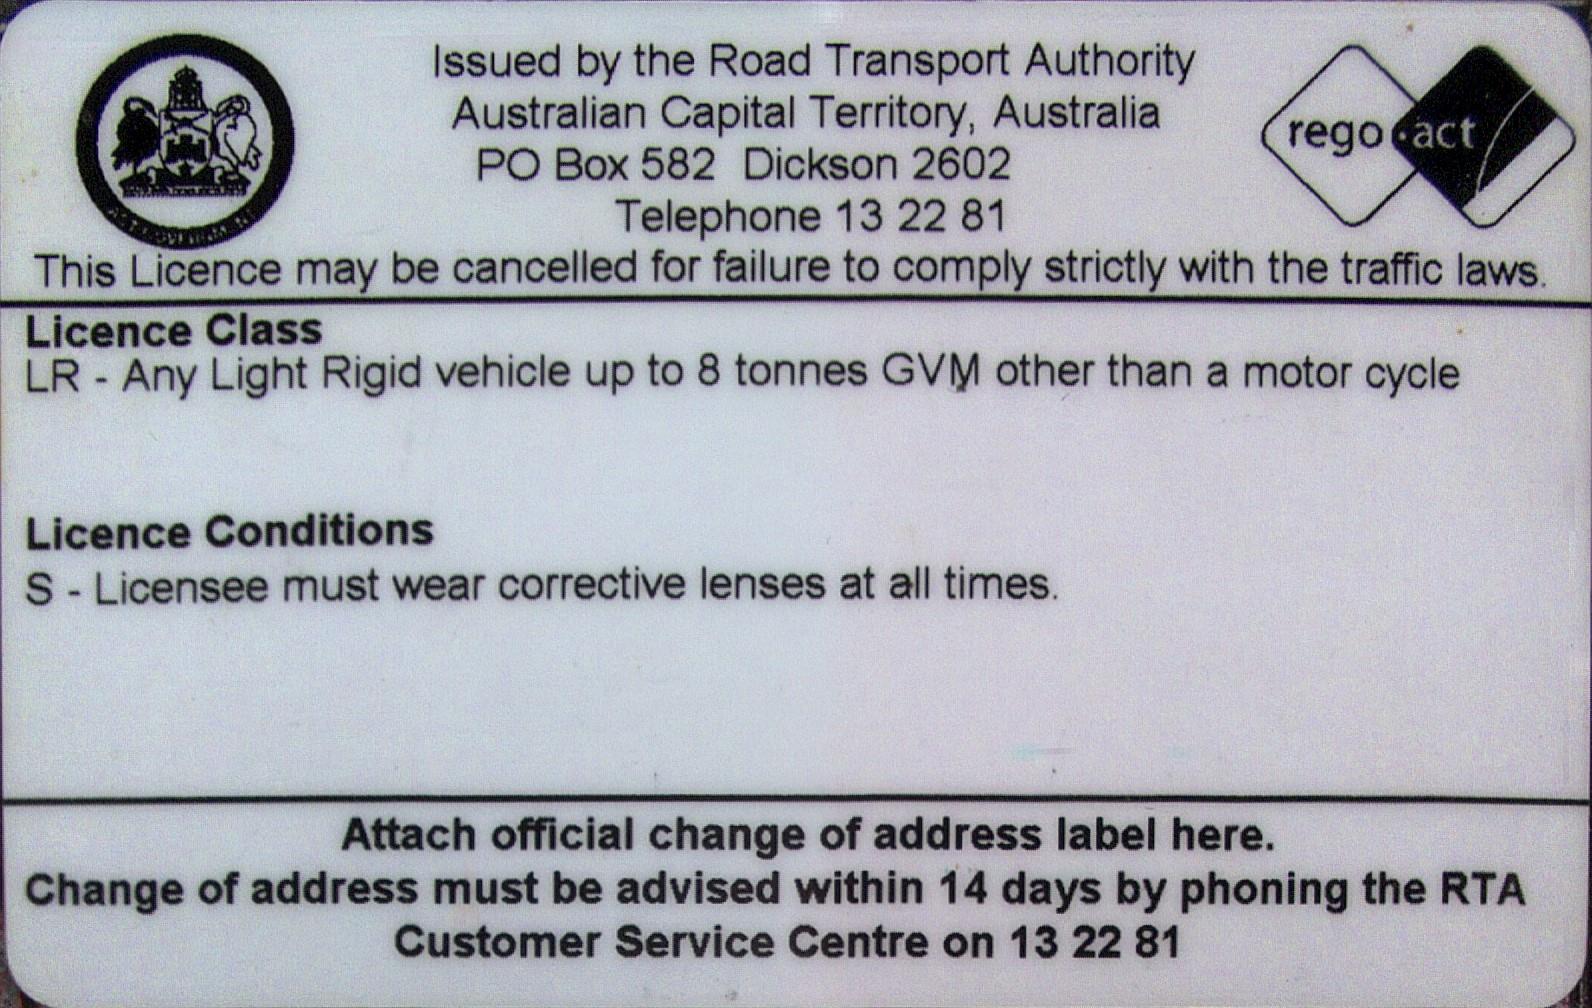 Issued by the Road Transport Authority
Australian Capital Territory, Australia
PO Box 582 Dickson 2602
Telephone 13 22 81
rego·act
This Licence may be cancelled for failure to comply strictly with the traffic laws.
Licence Class
LR - Any Light Rigid vehicle up to 8 tonnes GVM other than a motor cycle
Licence Conditions
S - Licensee must wear corrective lenses at all times.
Attach official change of address label here.
Change of address must be advised within 14 days by phoning the RTA
Customer Service Centre on 13 22 81